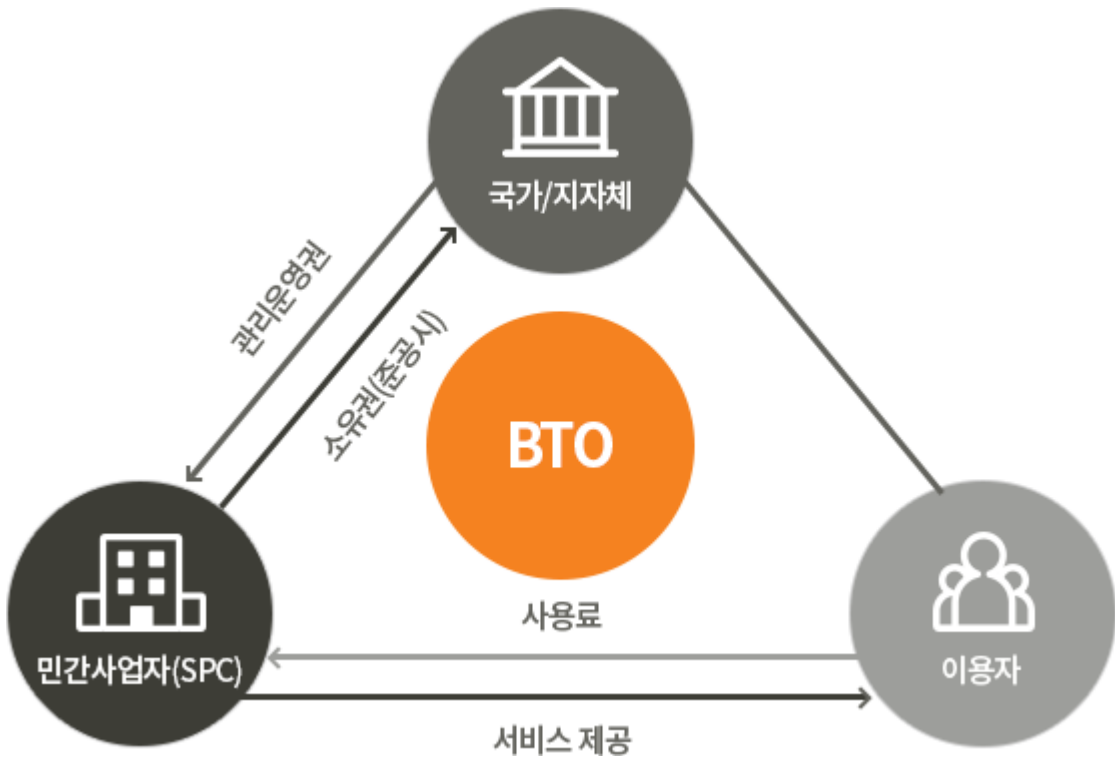 국가/지자체
관리운영권
소유권(준공시)
BTO
사용료
민간사업자(SPC)
이용자
서비스 제공